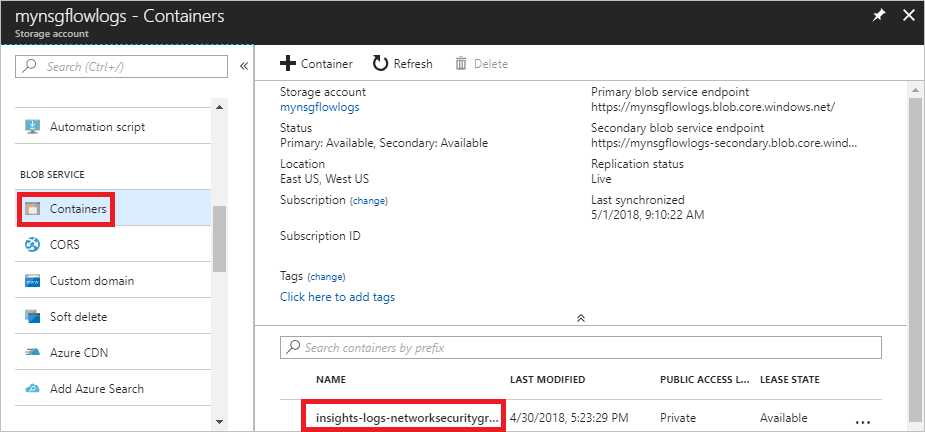 mynsgflowlogs - Containers
Storage account
Search (Ctrl+/)
«
Automation script
BLOB SERVICE
Containers
CORS
Custom domain
Soft delete
Azure CDN
Add Azure Search
Container Refresh Delete
Storage account
mynsgflowlogs
Status
Primary: Available, Secondary: Available
Location
East US, West US
Subscription (change)
Subscription ID
Tags (change)
Click here to add tags
Primary blob service endpoint
https://mynsgflowlogs.blob.core.windows.net/
Secondary blob service endpoint
https://mynsgflowlogs-secondary.blob.core.wind...
Replication status
Live
Last synchronized
5/1/2018, 9:10:22 AM
Search containers by prefix
NAME LAST MODIFIED PUBLIC ACCESS L... LEASE STATE
insights-logs-networksecuritygr... 4/30/2018, 5:23:29 PM Private Available ...